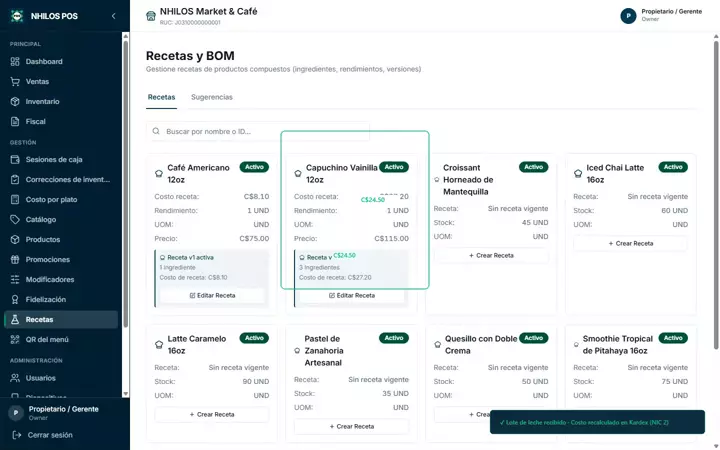 NHILOS POS
PRINCIPAL
Dashboard
Ventas
Inventario
Fiscal
GESTIÓN
Sesiones de caja
Correcciones de invent...
Costo por plato
Catálogo
Productos
Promociones
Modificadores
Fidelización
Recetas
QR del menú
ADMINISTRACIÓN
Usuarios
P
Propietario / Gerente
Owner
Cerrar sesión
NHILOS Market & Café
RUC: J0310000000001
P
Propietario / Gerente
Owner
Recetas y BOM
Gestione recetas de productos compuestos (ingredientes, rendimientos, versiones)
Recetas
Sugerencias
Buscar por nombre o ID...
Café Americano 12oz
Activo
Costo receta: C$8.10
Rendimiento: 1 UND
UOM: UND
Precio: C$75.00
Receta v1 activa
1 ingrediente
Costo de receta: C$8.10
Editar Receta
Capuchino Vainilla 12oz
Activo
Costo receta:
C$24.50
Rendimiento: 1 UND
UOM: UND
Precio: C$115.00
Receta v
C$24.50
3 ingredientes
Costo de receta: C$27.20
Editar Receta
Croissant Horneado de Mantequilla
Activo
Receta: Sin receta vigente
Stock: 45 UND
UOM: UND
+ Crear Receta
Iced Chai Latte 16oz
Activo
Receta: Sin receta vigente
Stock: 60 UND
UOM: UND
+ Crear Receta
Latte Caramelo 16oz
Activo
Receta: Sin receta vigente
Stock: 90 UND
UOM: UND
+ Crear Receta
Pastel de Zanahoria Artesanal
Activo
Receta: Sin receta vigente
Stock: 35 UND
UOM: UND
+ Crear Receta
Quesillo con Doble Crema
Activo
Receta: Sin receta vigente
Stock: 50 UND
UOM: UND
Smoothie Tropical de Pitahaya 16oz
Activo
Receta: Sin receta vigente
Stock: 75 UND
UOM: UND
✓ Lote de leche recibido · Costo recalculado en Kardex (NIC 2)